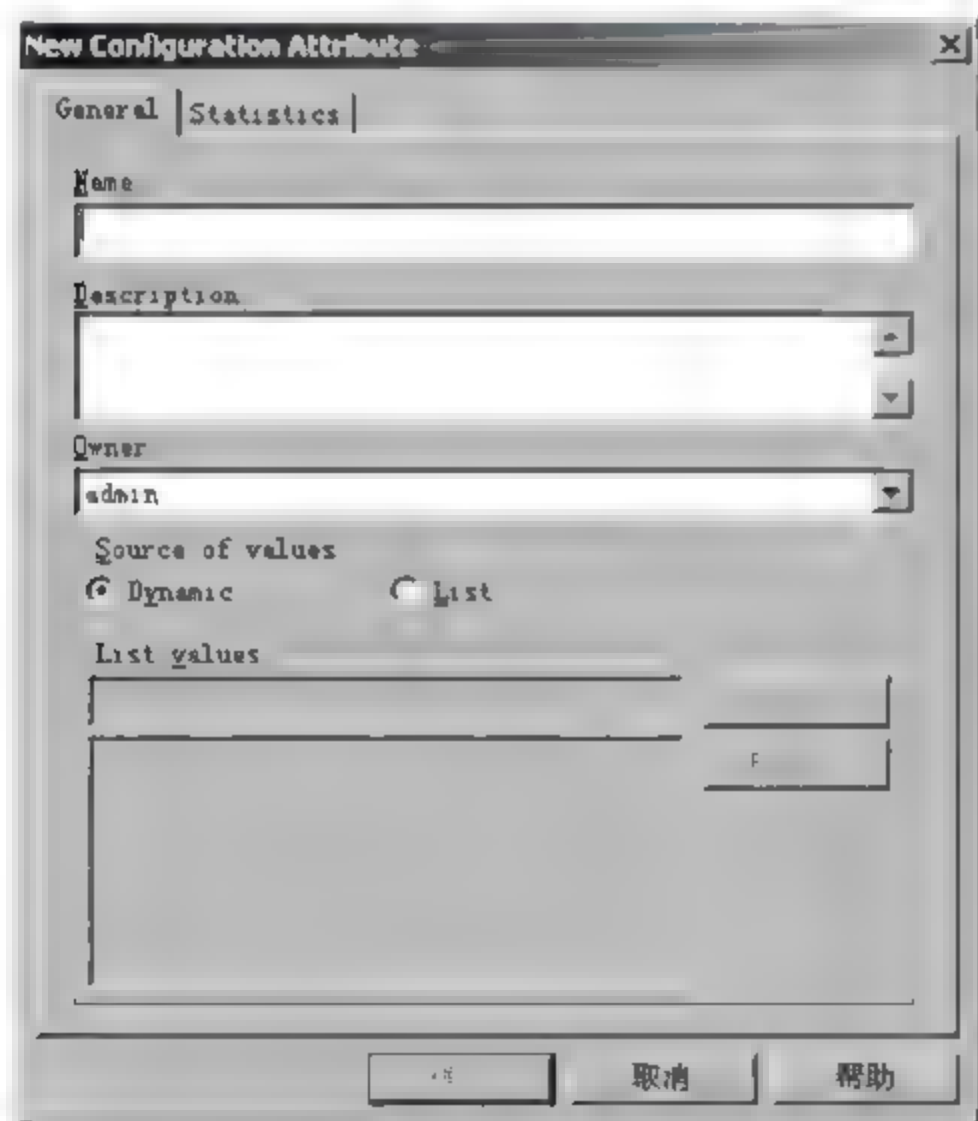 New Configuration Attribute
General Statistics
Name
Description
Owner
admin
Source of values
Dynamic List
List values
取消 帮助